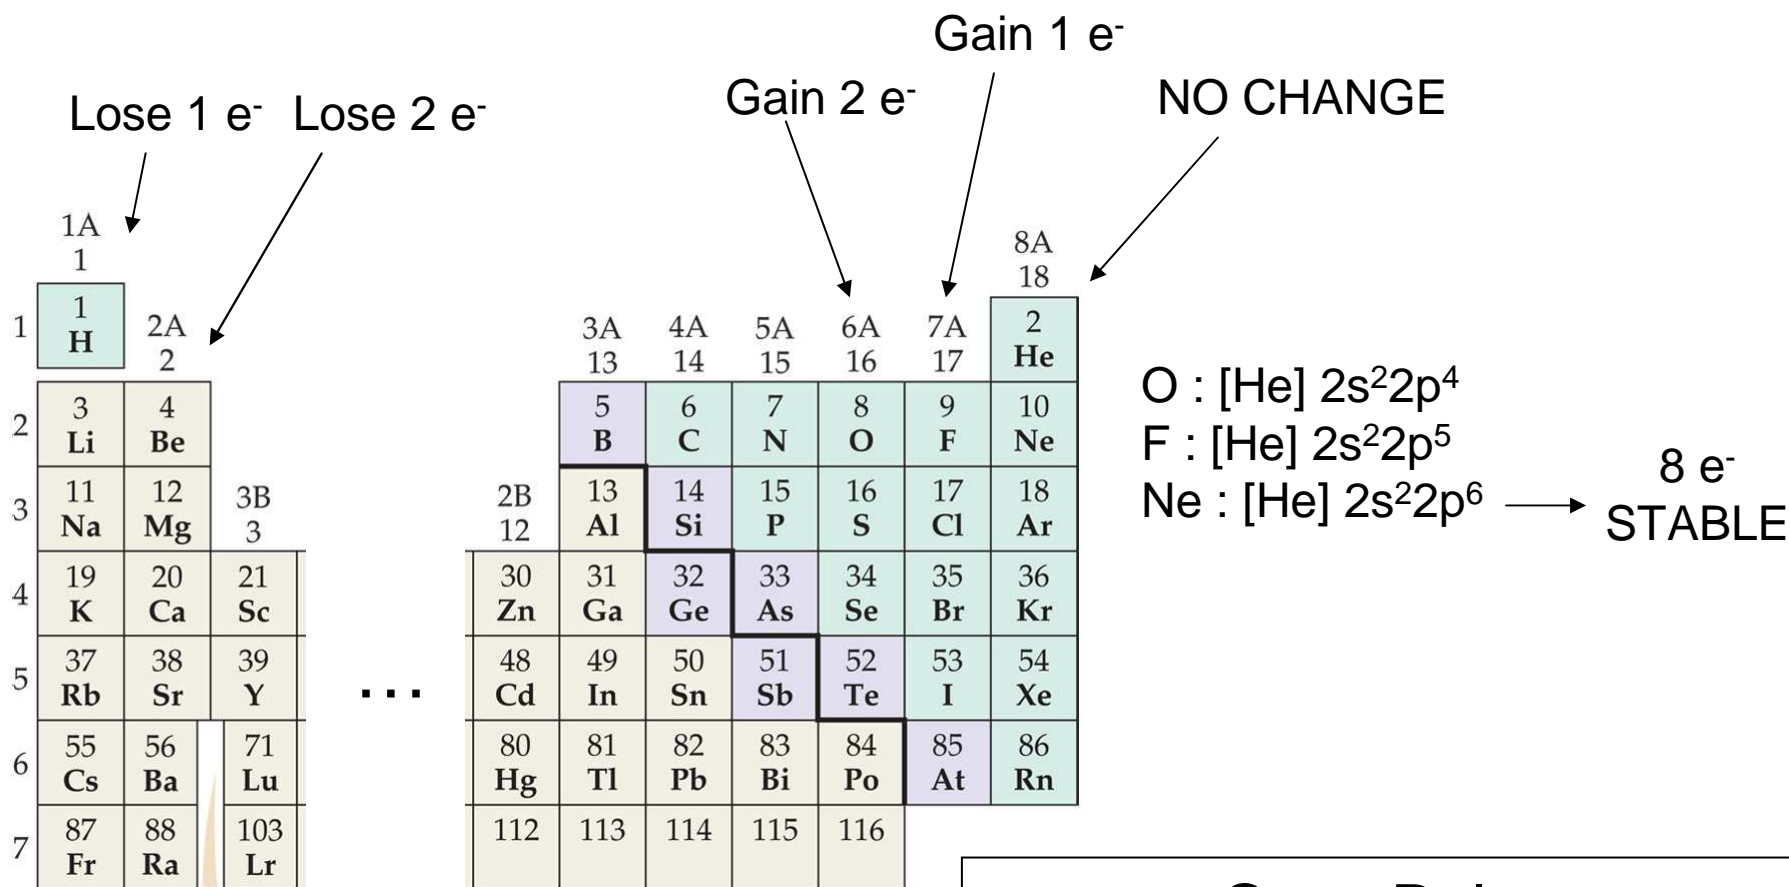 Gain 1 e-
Lose 1 e- Lose 2 e-
Gain 2 e-
NO CHANGE
1A
1
8A
18
1
1
H
2A
2
3A 4A 5A 6A 7A
13 14 15 16 17
2
He
2
3 4
Li Be
5 6 7 8 9 10
B C N O F Ne
3
11 12
Na Mg
3B
3
2B
12
13 14 15 16 17 18
Al Si P S Cl Ar
4
19 20 21
K Ca Sc
30 31 32 33 34 35 36
Zn Ga Ge As Se Br Kr
5
37 38 39
Rb Sr Y
...
48 49 50 51 52 53 54
Cd In Sn Sb Te I Xe
6
55 56 71
Cs Ba Lu
80 81 82 83 84 85 86
Hg Tl Pb Bi Po At Rn
7
87 88 103
Fr Ra Lr
112 113 114 115 116
O : [He] 2s²2p⁴
F : [He] 2s²2p⁵
Ne : [He] 2s²2p⁶
8 e-
STABLE